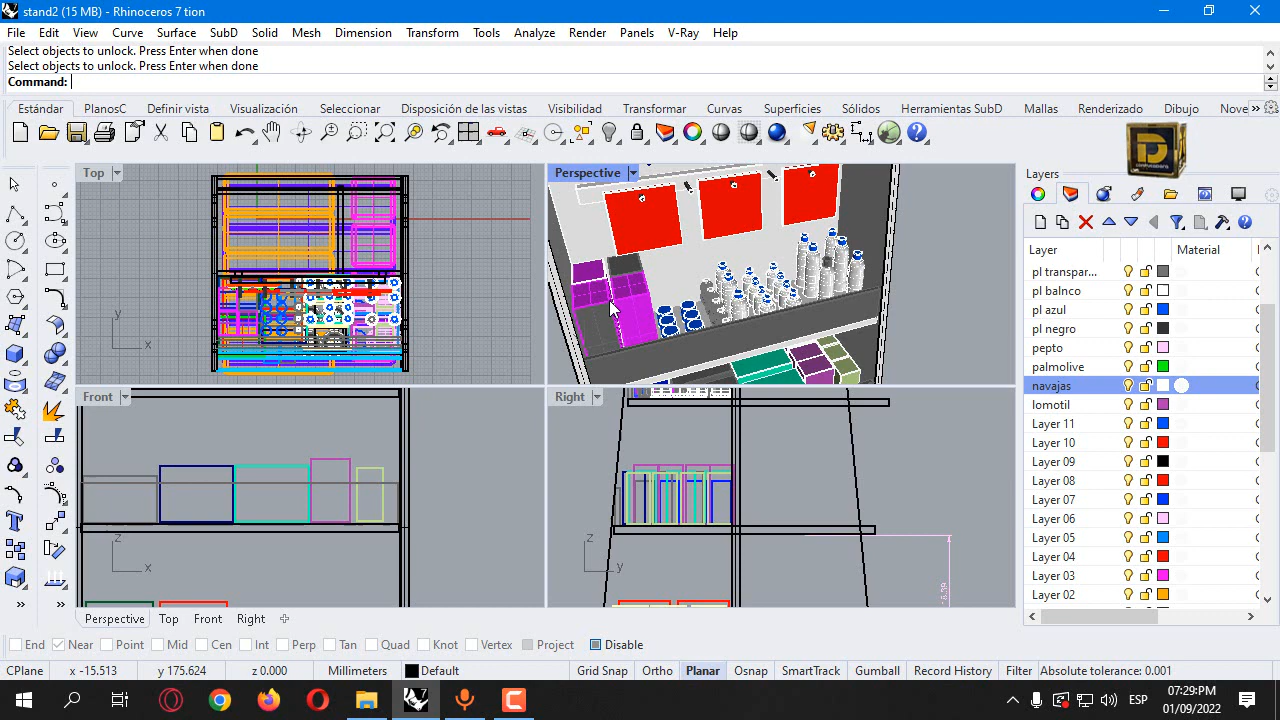 stand2 (15 MB) - Rhinoceros 7 tion
File Edit View Curve Surface SubD Solid Mesh Dimension Transform Tools Analyze Render Panels V-Ray Help
Select objects to unlock. Press Enter when done
Select objects to unlock. Press Enter when done
Command:
Estándar PlanosC Definir vista Visualización Seleccionar Disposición de las vistas Visibilidad Transformar Curvas Superficies Sólidos Herramientas SubD Mallas Renderizado Dibujo Nove
Top
Perspective
Layers
Layer Material
pl transpar...
pl balnco
pl azul
pl negro
pepto
palmolive
navajas
lomotil
Layer 11
Layer 10
Layer 09
Layer 08
Layer 07
Layer 06
Layer 05
Layer 04
Layer 03
Layer 02
y
x
Front
Right
z
x
z
y
Perspective Top Front Right
End Near Point Mid Cen Int Perp Tan Quad Knot Vertex Project Disable
CPlane x -15.513 y 175.624 z 0.000 Millimeters Default Grid Snap Ortho Planar Osnap SmartTrack Gumball Record History Filter Absolute tolerance: 0.001
ESP
07:29PM
01/09/2022